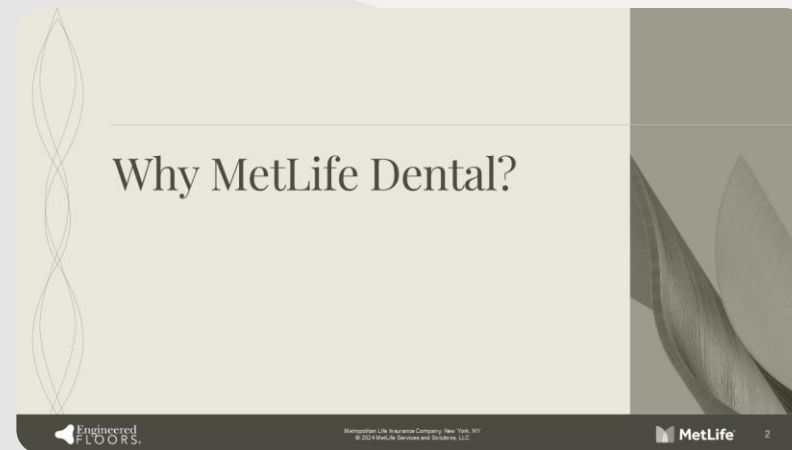 Why MetLife Dental?
Engineered
FLOORS.
Metropolitan Life Insurance Company, New York, NY
© 2024 MetLife Services and Solutions, LLC
MetLife
2